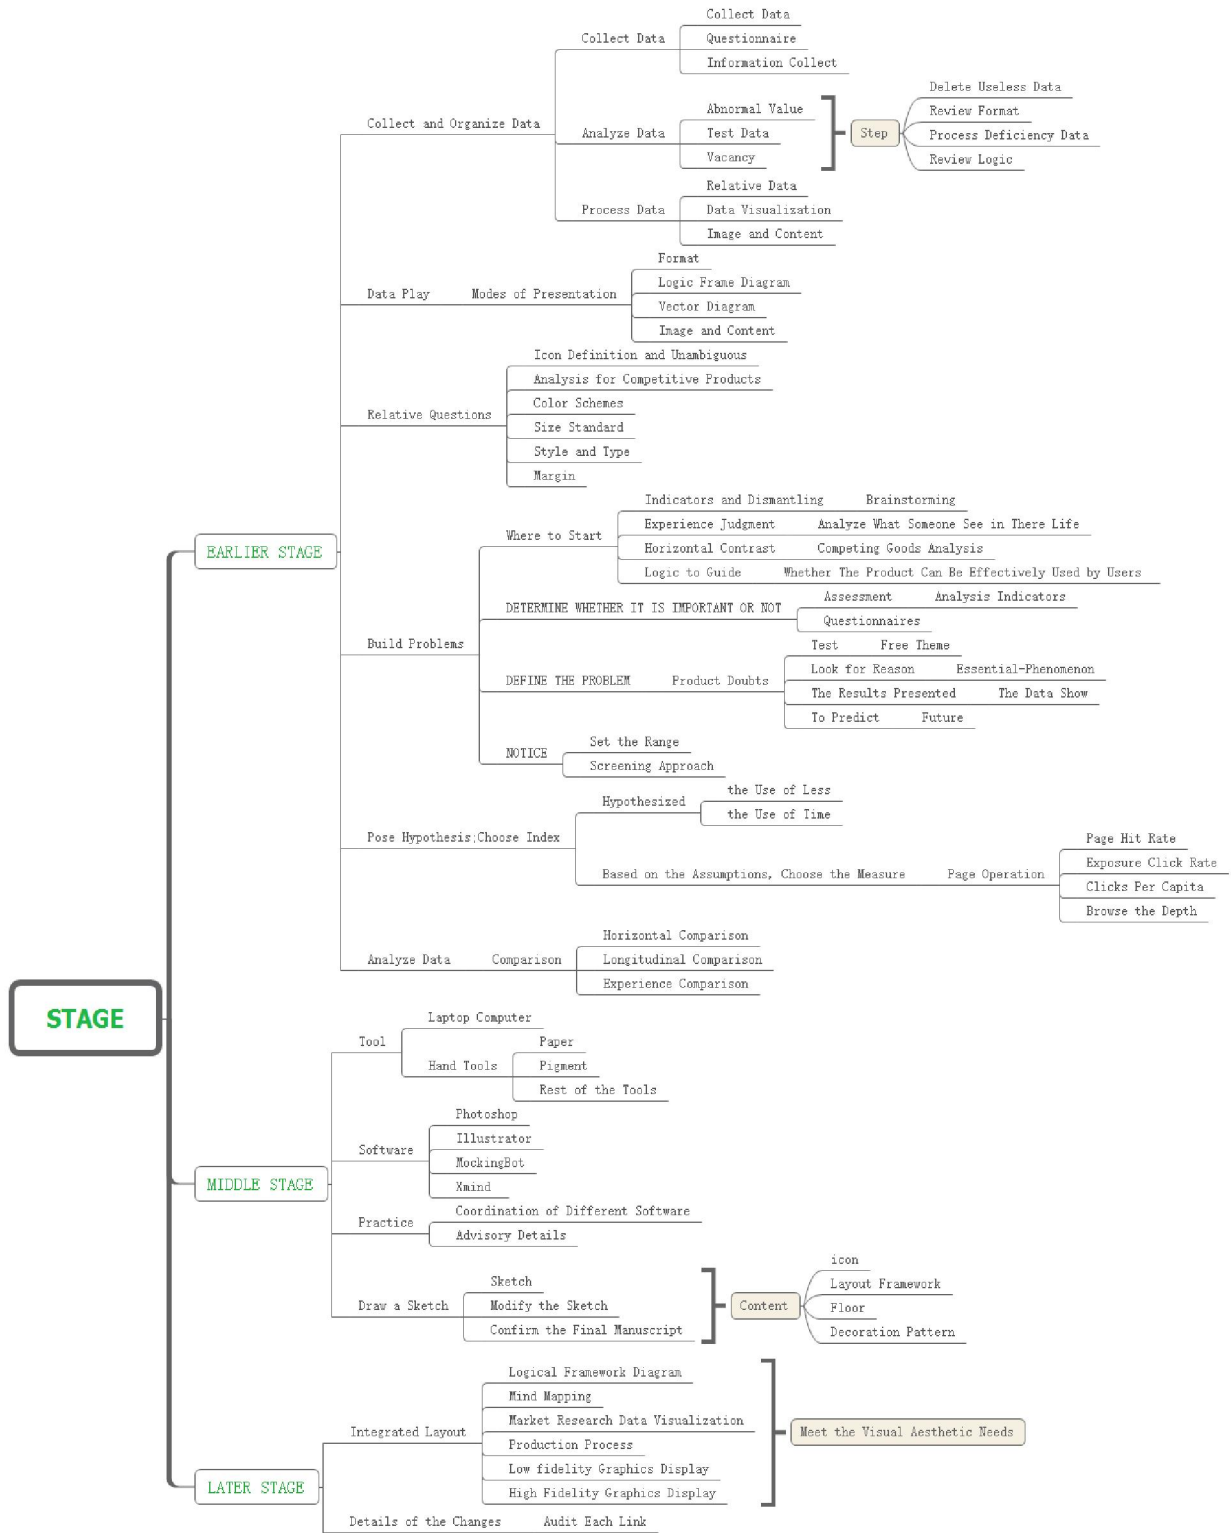 STAGE
EARLIER STAGE
Collect and Organize Data
Collect Data
Collect Data
Questionnaire
Information Collect
Analyze Data
Abnormal Value
Test Data
Vacancy
Step
Delete Useless Data
Review Format
Process Deficiency Data
Review Logic
Process Data
Relative Data
Data Visualization
Image and Content
Data Play
Modes of Presentation
Format
Logic Frame Diagram
Vector Diagram
Image and Content
Relative Questions
Icon Definition and Unambiguous
Analysis for Competitive Products
Color Schemes
Size Standard
Style and Type
Margin
Build Problems
Where to Start
Indicators and Dismantling
Brainstorming
Experience Judgment
Analyze What Someone See in There Life
Horizontal Contrast
Competing Goods Analysis
Logic to Guide
Whether The Product Can Be Effectively Used by Users
DETERMINE WHETHER IT IS IMPORTANT OR NOT
Assessment
Analysis Indicators
Questionnaires
DEFINE THE PROBLEM
Product Doubts
Test
Free Theme
Look for Reason
Essential-Phenomenon
The Results Presented
The Data Show
To Predict
Future
NOTICE
Set the Range
Screening Approach
Pose Hypothesis;Choose Index
Hypothesized
the Use of Less
the Use of Time
Based on the Assumptions, Choose the Measure
Page Operation
Page Hit Rate
Exposure Click Rate
Clicks Per Capita
Browse the Depth
Analyze Data
Comparison
Horizontal Comparison
Longitudinal Comparison
Experience Comparison
MIDDLE STAGE
Tool
Laptop Computer
Hand Tools
Paper
Pigment
Rest of the Tools
Software
Photoshop
Illustrator
MockingBot
Xmind
Practice
Coordination of Different Software
Advisory Details
Draw a Sketch
Sketch
Modify the Sketch
Confirm the Final Manuscript
Content
icon
Layout Framework
Floor
Decoration Pattern
LATER STAGE
Integrated Layout
Logical Framework Diagram
Mind Mapping
Market Research Data Visualization
Production Process
Low fidelity Graphics Display
High Fidelity Graphics Display
Meet the Visual Aesthetic Needs
Details of the Changes
Audit Each Link